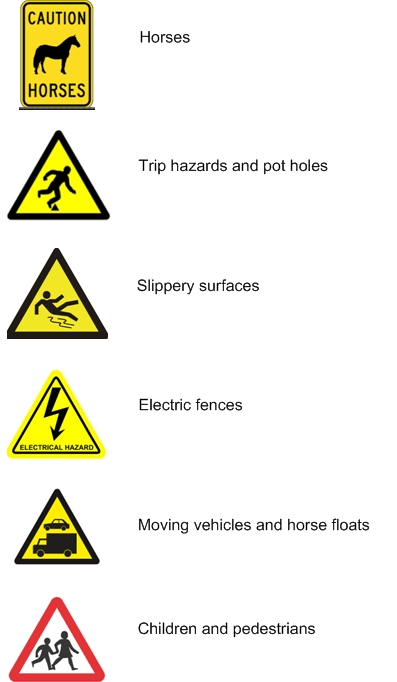 CAUTION
HORSES
Horses
Trip hazards and pot holes
Slippery surfaces
Electric fences
ELECTRICAL HAZARD
Moving vehicles and horse floats
Children and pedestrians